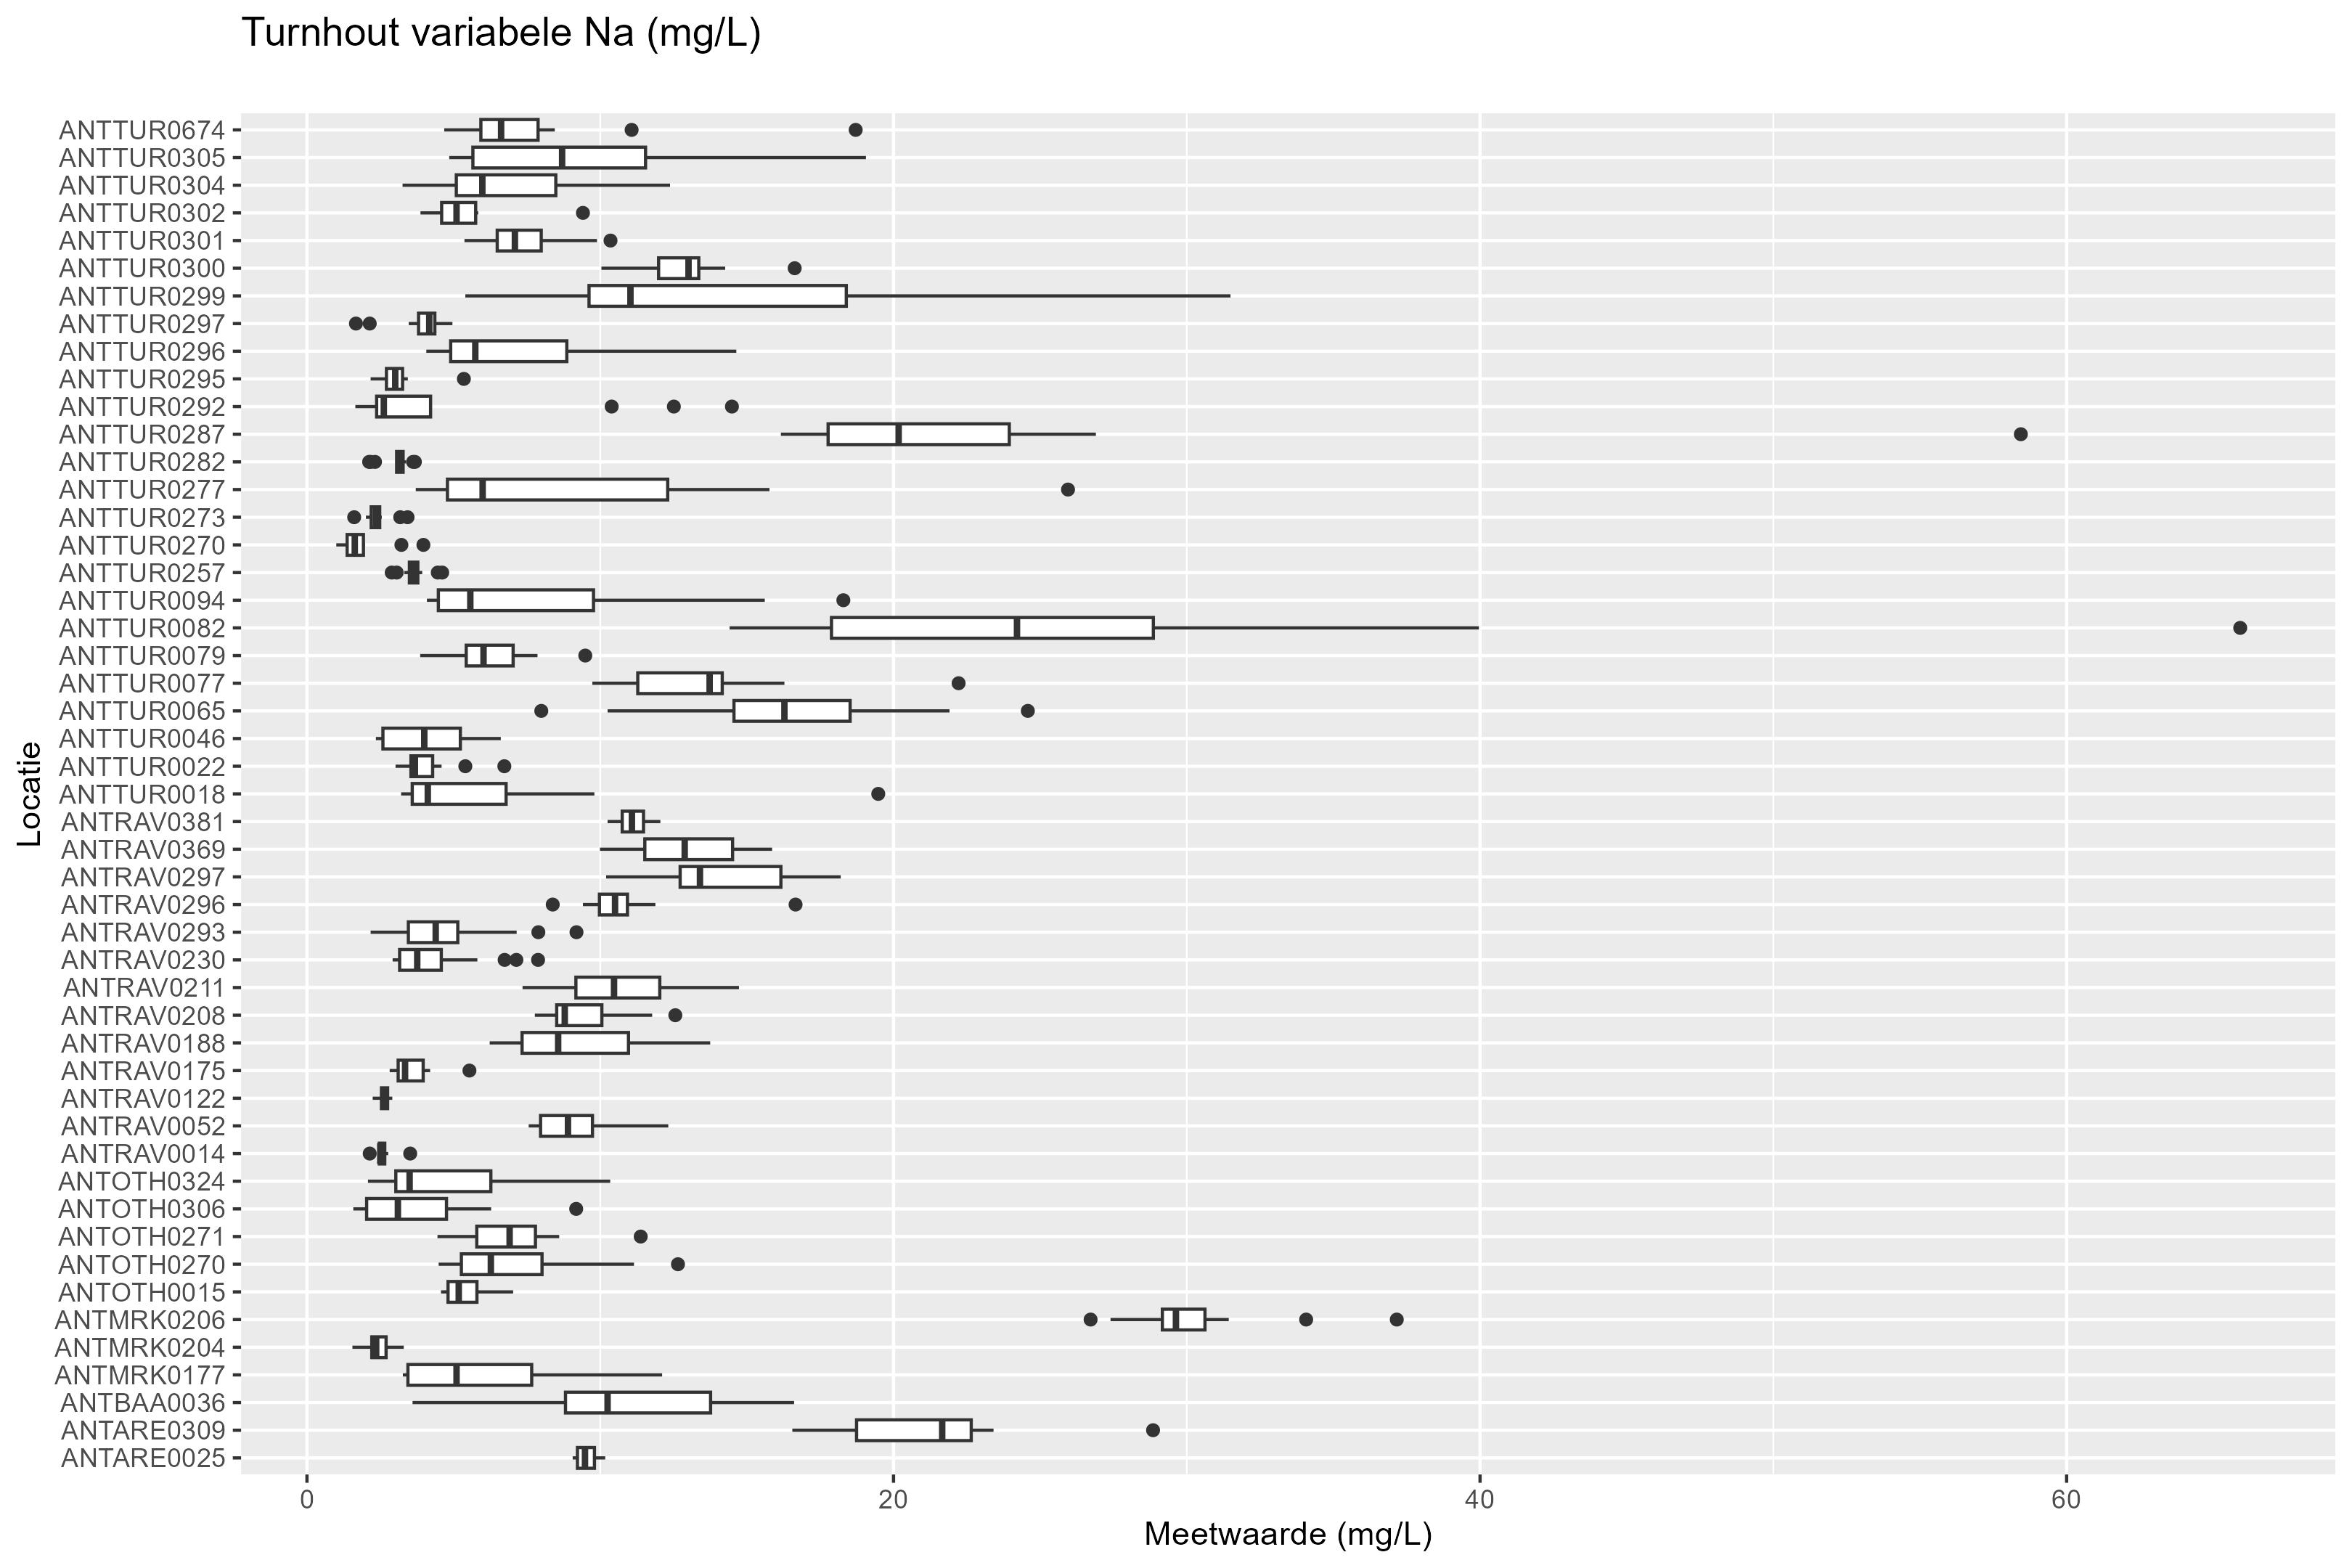 Turnhout variabele Na (mg/L)
ANTTUR0674
ANTTUR0305
ANTTUR0304
ANTTUR0302
ANTTUR0301
ANTTUR0300
ANTTUR0299
ANTTUR0297
ANTTUR0296
ANTTUR0295
ANTTUR0292
ANTTUR0287
ANTTUR0282
ANTTUR0277
ANTTUR0273
ANTTUR0270
ANTTUR0257
ANTTUR0094
ANTTUR0082
ANTTUR0079
ANTTUR0077
ANTTUR0065
ANTTUR0046
ANTTUR0022
ANTTUR0018
ANTRAV0381
ANTRAV0369
ANTRAV0297
ANTRAV0296
ANTRAV0293
ANTRAV0230
ANTRAV0211
ANTRAV0208
ANTRAV0188
ANTRAV0175
ANTRAV0122
ANTRAV0052
ANTRAV0014
ANTOTH0324
ANTOTH0306
ANTOTH0271
ANTOTH0270
ANTOTH0015
ANTMRK0206
ANTMRK0204
ANTMRK0177
ANTBAA0036
ANTARE0309
ANTARE0025
Locatie
0 20 40 60
Meetwaarde (mg/L)